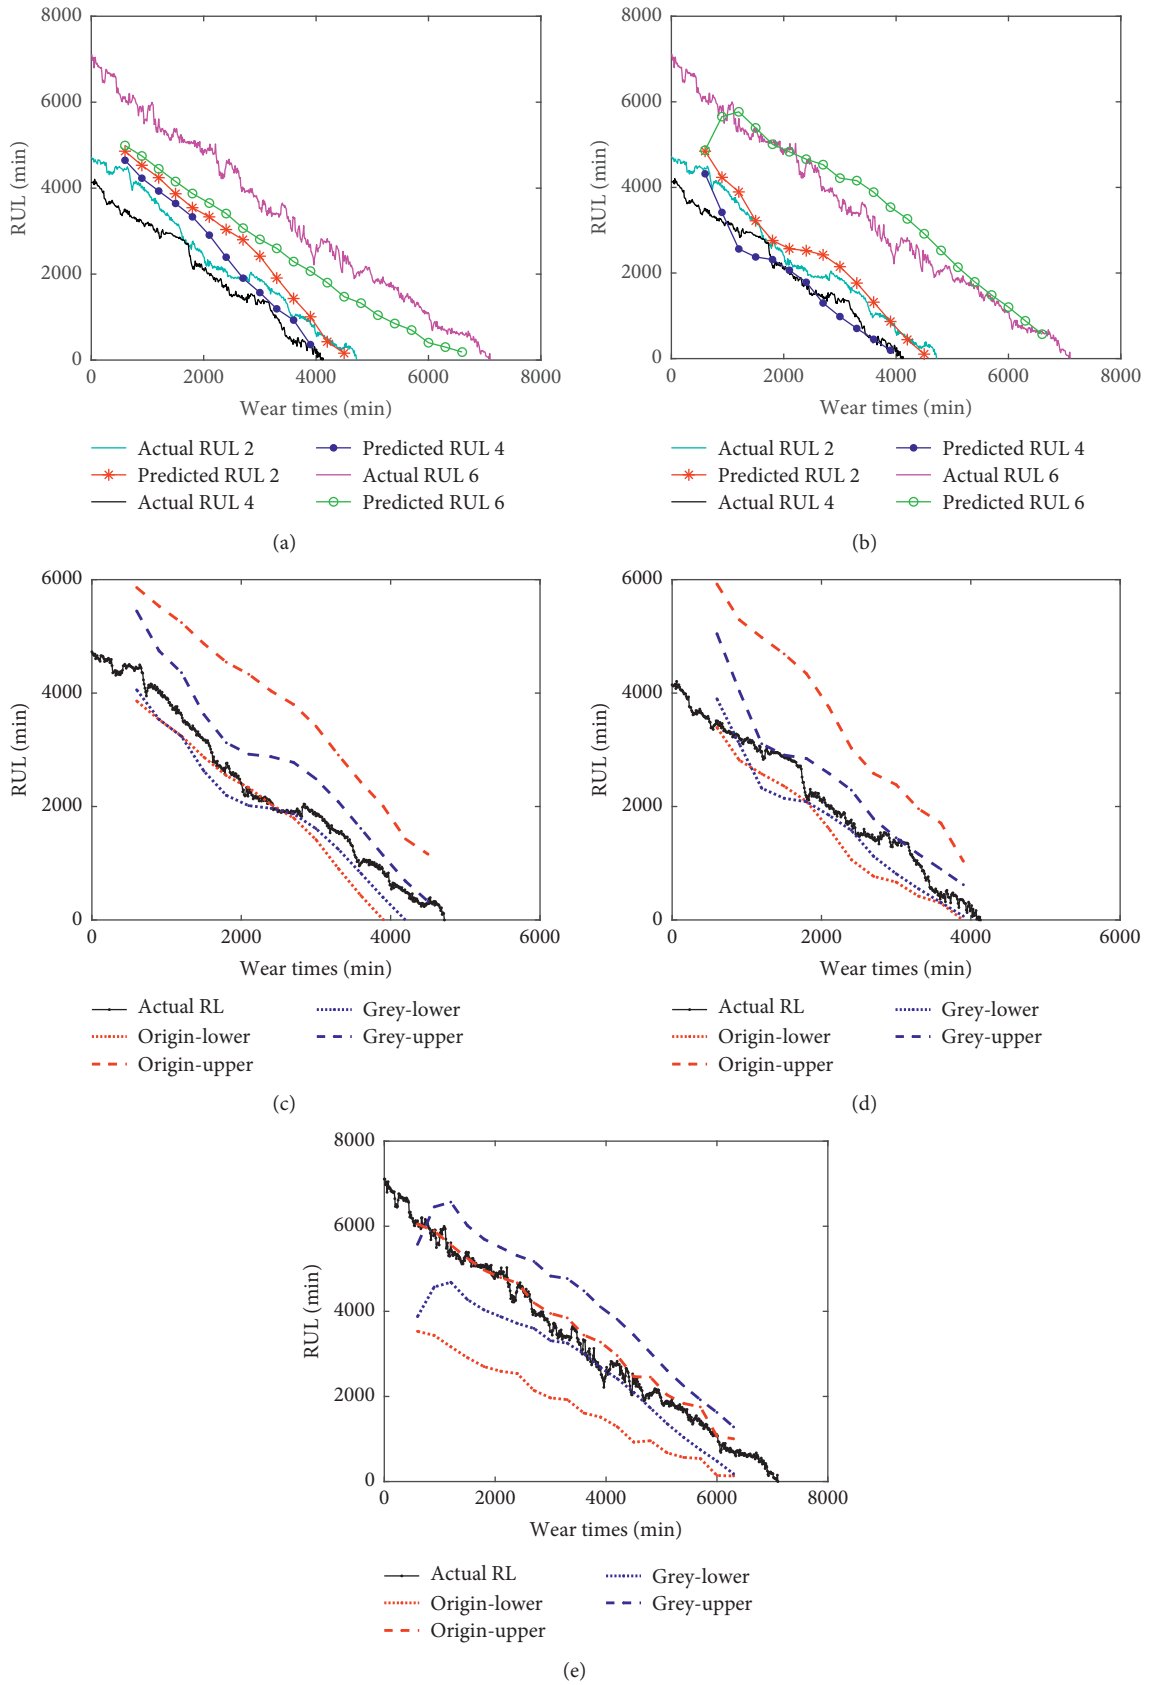 8000
6000
4000
2000
0
RUL (min)
0 2000 4000 6000 8000
Wear times (min)
Actual RUL 2
Predicted RUL 2
Actual RUL 4
Predicted RUL 4
Actual RUL 6
Predicted RUL 6
(a)
8000
6000
4000
2000
0
RUL (min)
0 2000 4000 6000 8000
Wear times (min)
Actual RUL 2
Predicted RUL 2
Actual RUL 4
Predicted RUL 4
Actual RUL 6
Predicted RUL 6
(b)
6000
4000
2000
0
RUL (min)
0 2000 4000 6000
Wear times (min)
Actual RL
Origin-lower
Origin-upper
Grey-lower
Grey-upper
(c)
6000
4000
2000
0
RUL (min)
0 2000 4000 6000
Wear times (min)
Actual RL
Origin-lower
Origin-upper
Grey-lower
Grey-upper
(d)
8000
6000
4000
2000
0
RUL (min)
0 2000 4000 6000 8000
Wear times (min)
Actual RL
Origin-lower
Origin-upper
Grey-lower
Grey-upper
(e)